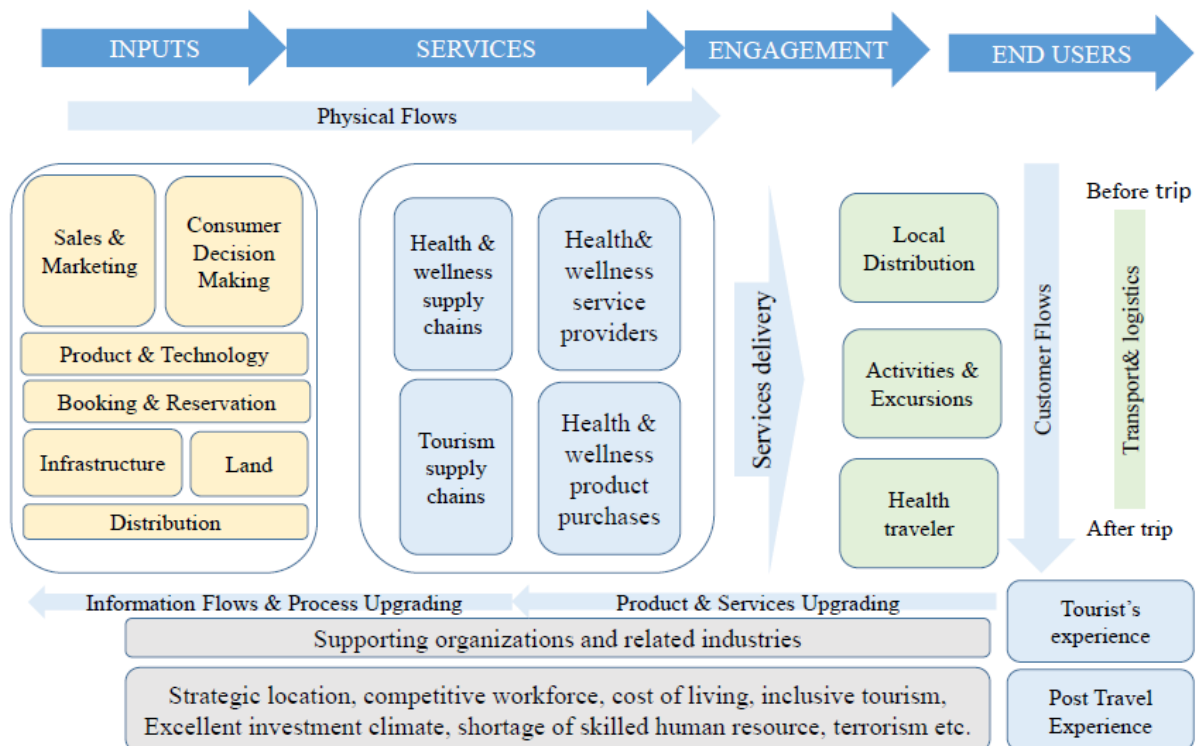 INPUTS
SERVICES
ENGAGEMENT
END USERS
Physical Flows
Sales &
Marketing
Consumer
Decision
Making
Product & Technology
Booking & Reservation
Infrastructure
Land
Distribution
Health &
wellness
supply
chains
Health&
wellness
service
providers
Tourism
supply
chains
Health &
wellness
product
purchases
Services delivery
Local
Distribution
Activities &
Excursions
Health
traveler
Customer Flows
Before trip
Transport& logistics
After trip
Information Flows & Process Upgrading
Product & Services Upgrading
Supporting organizations and related industries
Strategic location, competitive workforce, cost of living, inclusive tourism,
Excellent investment climate, shortage of skilled human resource, terrorism etc.
Tourist’s
experience
Post Travel
Experience